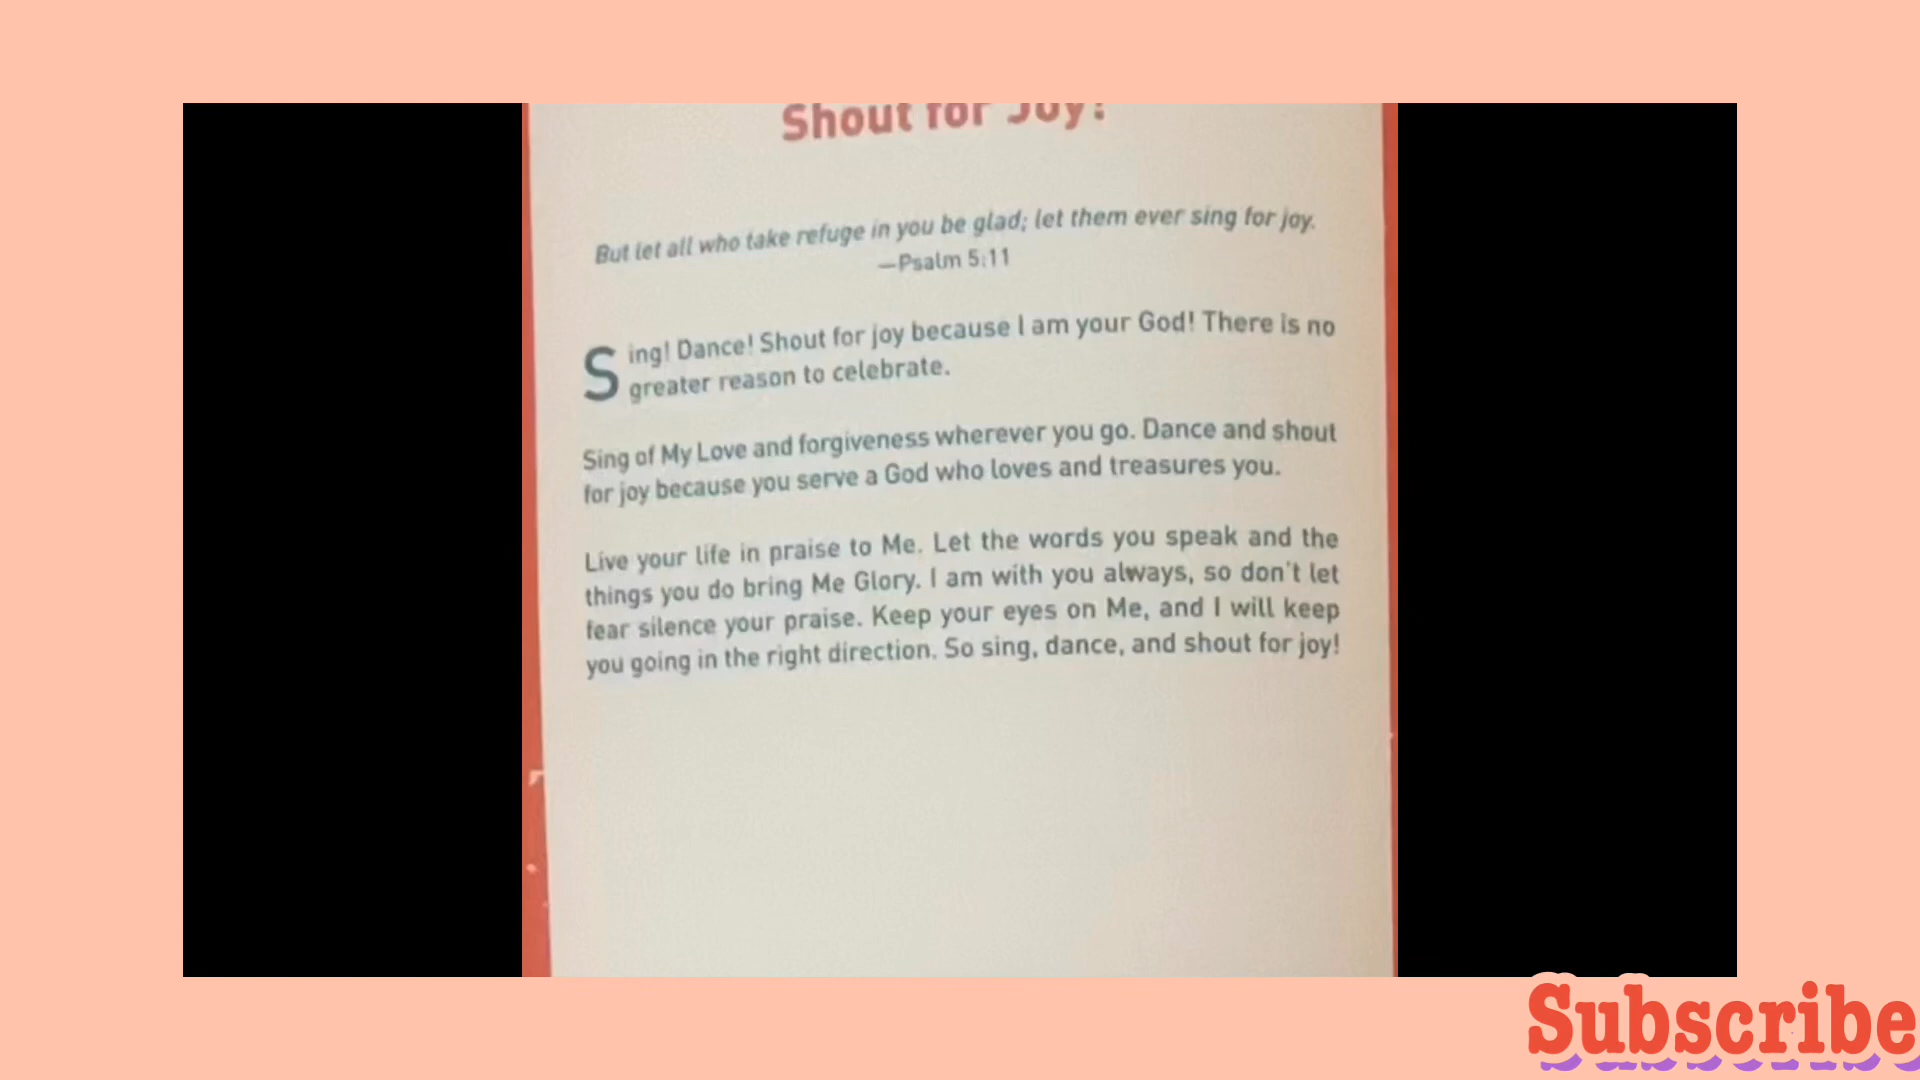 Shout for Joy!
But let all who take refuge in you be glad; let them ever sing for joy.
—Psalm 5:11
Sing! Dance! Shout for joy because I am your God! There is no
greater reason to celebrate.
Sing of My Love and forgiveness wherever you go. Dance and shout
for joy because you serve a God who loves and treasures you.
Live your life in praise to Me. Let the words you speak and the
things you do bring Me Glory. I am with you always, so don't let
fear silence your praise. Keep your eyes on Me, and I will keep
you going in the right direction. So sing, dance, and shout for joy!
Subscribe